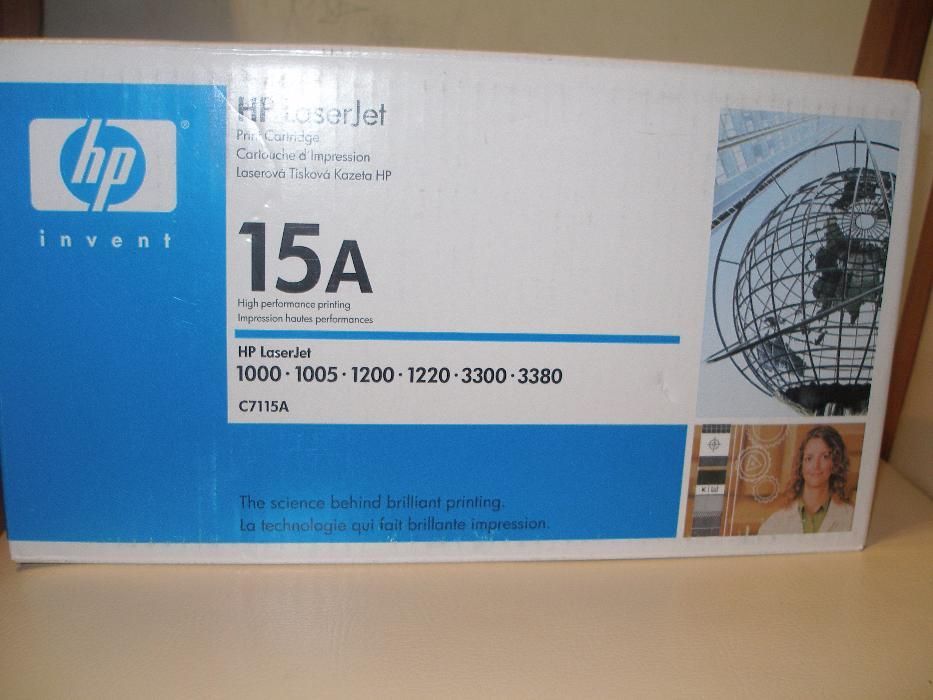 hp
®
invent
HP LaserJet
Print Cartridge
Cartouche d'Impression
Laserová Tisková Kazeta HP
15A
High performance printing
Impression hautes performances
HP LaserJet
1000 · 1005 · 1200 · 1220 · 3300 · 3380
C7115A
The science behind brilliant printing.
La technologie qui fait brillante impression.